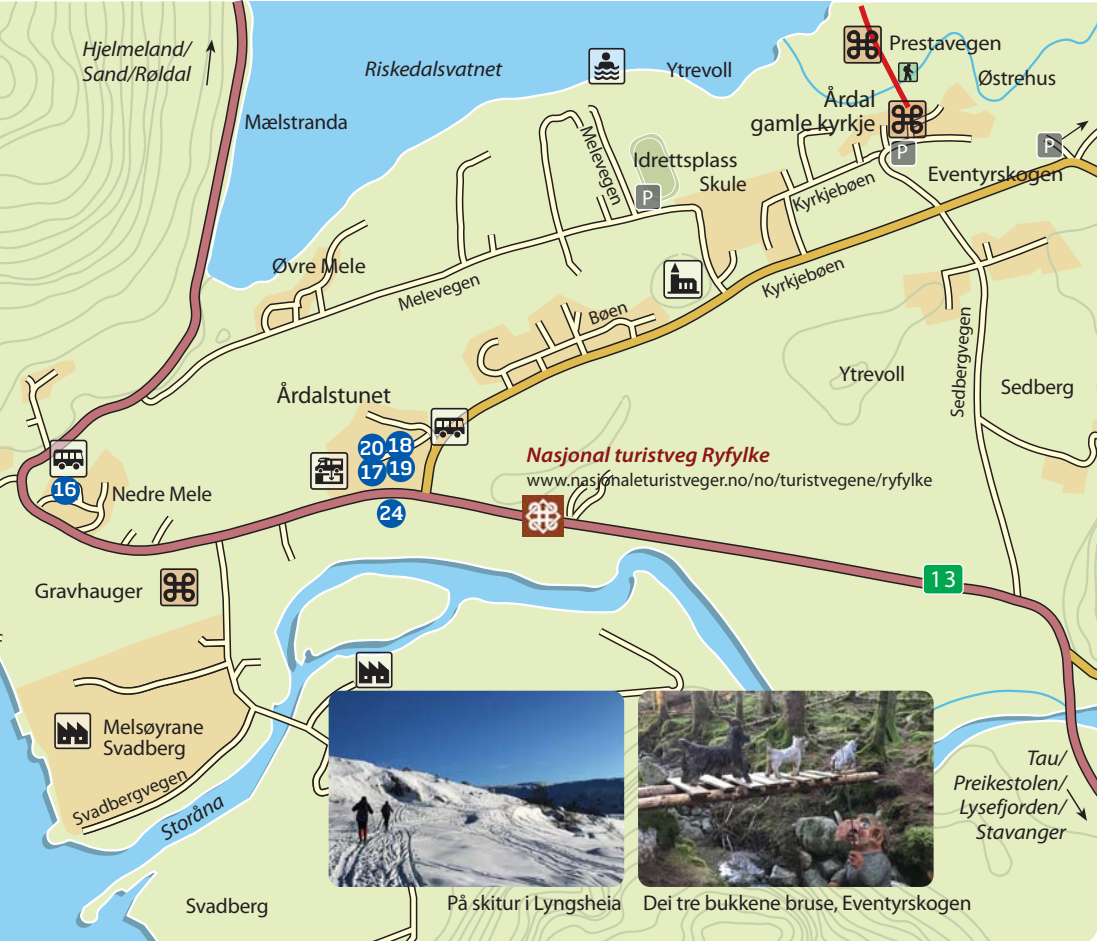 Hjelmeland/
Sand/Røldal
Riskedalsvatnet
Ytrevoll
Prestavegen
Østrehus
Årdal
gamle kyrkje
P
P
Mælstranda
Melevegen
Idrettsplass
Skule
P
Eventyrskogen
Kyrkjebøen
Øvre Mele
Melevegen
Kyrkjebøen
Bøen
Sedbergvegen
Ytrevoll
Sedberg
Årdalstunet
20 18
17 19
16
Nedre Mele
24
Nasjonal turistveg Ryfylke
www.nasjonaleturistveger.no/no/turistvegene/ryfylke
13
Gravhauger
Melsøyrane
Svadberg
Svadbergvegen
Storåna
Svadberg
Tau/
Preikestolen/
Lysefjorden/
Stavanger
På skitur i Lyngsheia
Dei tre bukkene bruse, Eventyrskogen